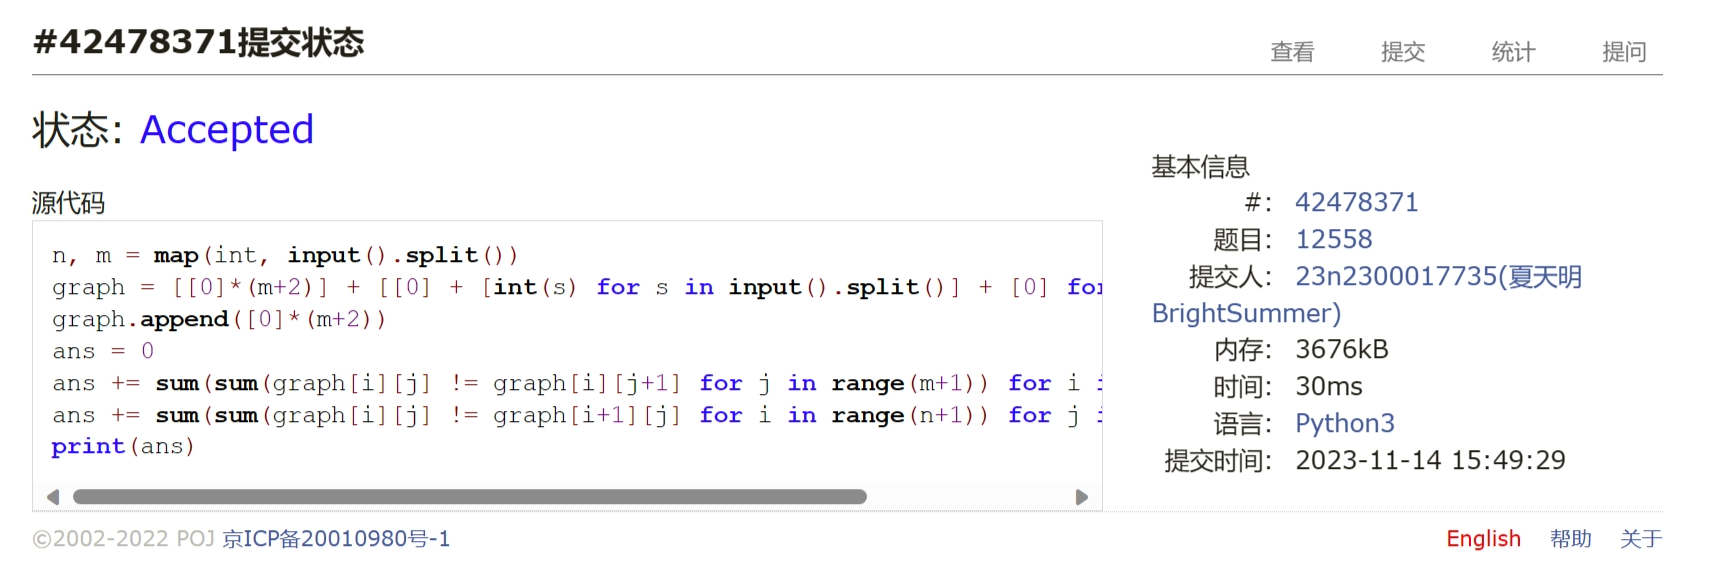 #42478371提交状态
查看 提交 统计 提问
状态: Accepted
源代码
n, m = map(int, input().split())
graph = [[0]*(m+2)] + [[0] + [int(s) for s in input().split()] + [0] for
graph.append([0]*(m+2))
ans = 0
ans += sum(sum(graph[i][j] != graph[i][j+1] for j in range(m+1)) for i
ans += sum(sum(graph[i][j] != graph[i+1][j] for i in range(n+1)) for j
print(ans)
基本信息
#: 42478371
题目: 12558
提交人: 23n2300017735(夏天明
BrightSummer)
内存: 3676kB
时间: 30ms
语言: Python3
提交时间: 2023-11-14 15:49:29
©2002-2022 POJ 京ICP备20010980号-1
English 帮助 关于